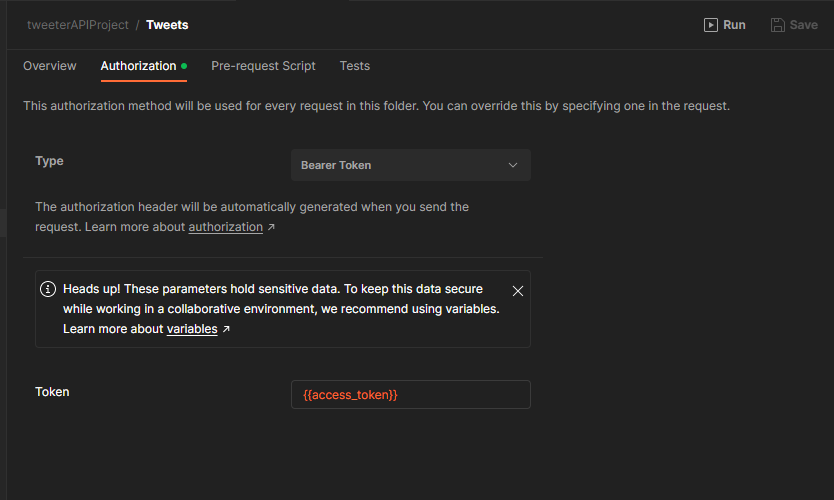 tweeterAPIProject / Tweets
Run
Save
Overview
Authorization
Pre-request Script
Tests
This authorization method will be used for every request in this folder. You can override this by specifying one in the request.
Type
Bearer Token
The authorization header will be automatically generated when you send the
request. Learn more about authorization ↗
Heads up! These parameters hold sensitive data. To keep this data secure
while working in a collaborative environment, we recommend using variables.
Learn more about variables ↗
Token
{{access_token}}